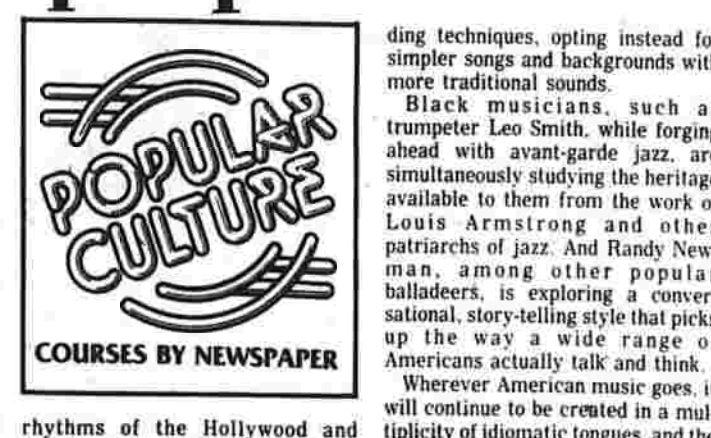 POPULAR
CULTURE
COURSES BY NEWSPAPER
rhythms of the Hollywood and
ding techniques, opting instead fo
simpler songs and backgrounds with
more traditional sounds.
Black musicians, such a
trumpeter Leo Smith, while forging
ahead with avant-garde jazz, are
simultaneously studying the heritage
available to them from the work o
Louis Armstrong and other
patriarchs of jazz. And Randy New-
man, among other popular
balladeers, is exploring a conver-
sational, story-telling style that picks
up the way a wide range o
Americans actually talk and think.
Wherever American music goes, i
will continue to be created in a mul-
tiplicity of idiomatic tongues, and the